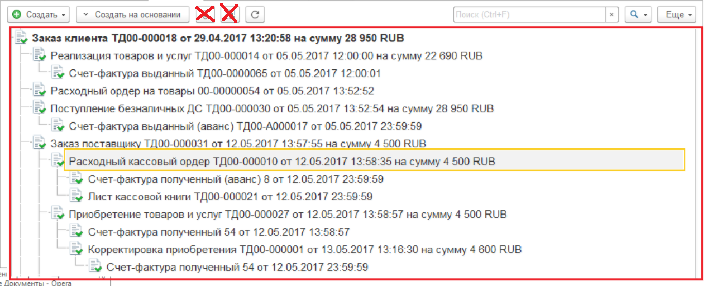 Создать Создать на основании Поиск (Ctrl+F) Еще
Заказ клиента ТД00-000018 от 29.04.2017 13:20:58 на сумму 28 950 RUB
Реализация товаров и услуг ТД00-000014 от 05.05.2017 12:00:00 на сумму 22 690 RUB
Счет-фактура выданный ТД00-0000065 от 05.05.2017 12:00:01
Расходный ордер на товары 00-00000054 от 05.05.2017 13:52:52
Поступление безналичных ДС ТД00-000030 от 05.05.2017 13:52:54 на сумму 28 950 RUB
Счет-фактура выданный (аванс) ТД00-А000017 от 05.05.2017 23:59:59
Заказ поставщику ТД00-000031 от 12.05.2017 13:57:55 на сумму 4 500 RUB
Расходный кассовый ордер ТД00-000010 от 12.05.2017 13:58:35 на сумму 4 500 RUB
Счет-фактура полученный (аванс) 8 от 12.05.2017 23:59:59
Лист кассовой книги ТД00-000021 от 12.05.2017 23:59:59
Приобретение товаров и услуг ТД00-000027 от 12.05.2017 13:58:57 на сумму 4 500 RUB
Счет-фактура полученный 54 от 12.05.2017 13:58:57
Корректировка приобретения ТД00-000001 от 13.05.2017 13:16:30 на сумму 4 600 RUB
Счет-фактура полученный 54 от 12.05.2017 23:59:59
е Документы - Opera